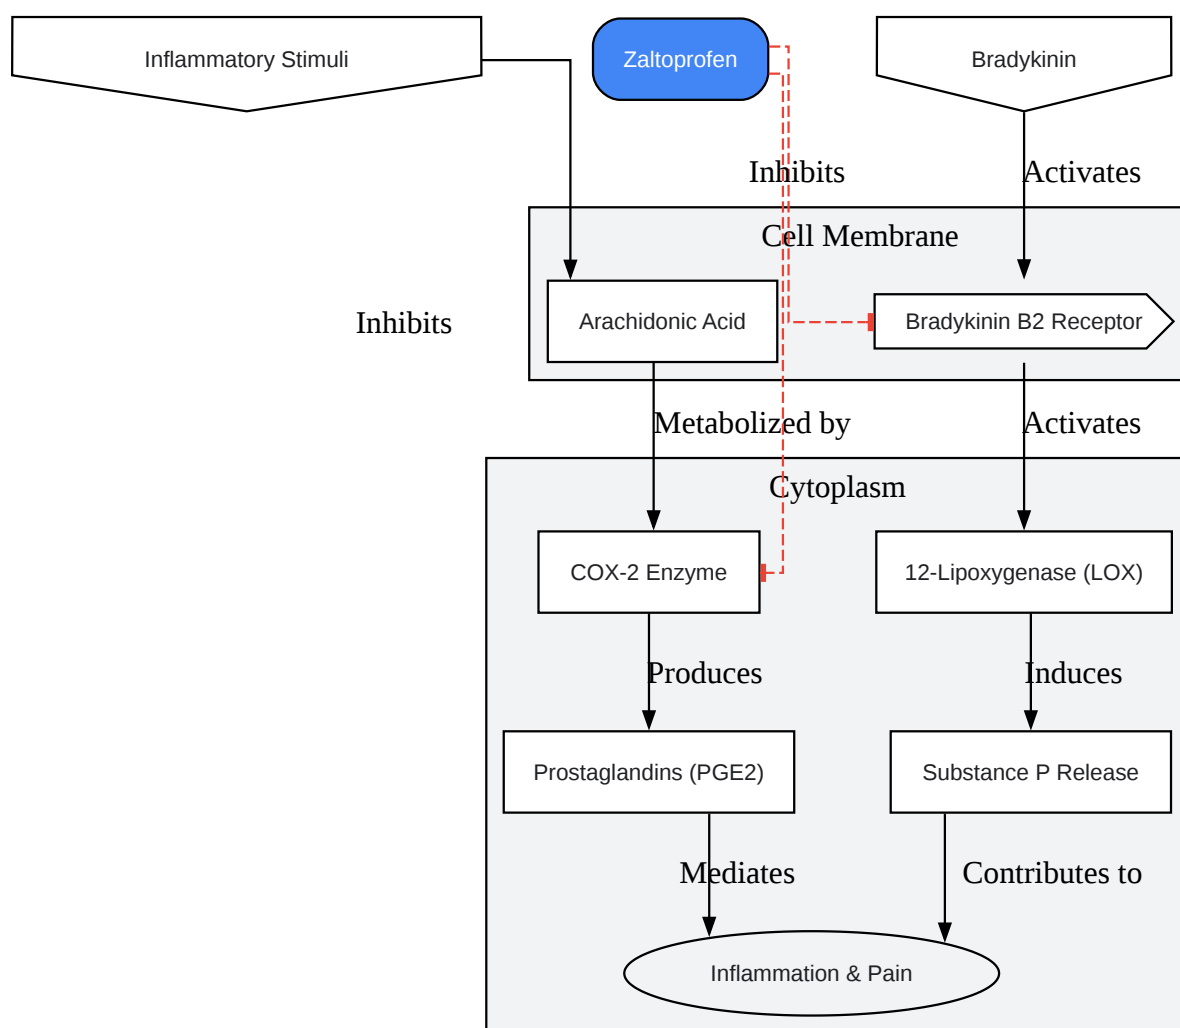 Inflammatory Stimuli
Zaltoprofen
Bradykinin
Inhibits
Activates
Cell Membrane
Arachidonic Acid
Bradykinin B2 Receptor
Inhibits
Metabolized by
Activates
Cytoplasm
COX-2 Enzyme
12-Lipoxygenase (LOX)
Produces
Induces
Prostaglandins (PGE2)
Substance P Release
Mediates
Contributes to
Inflammation & Pain